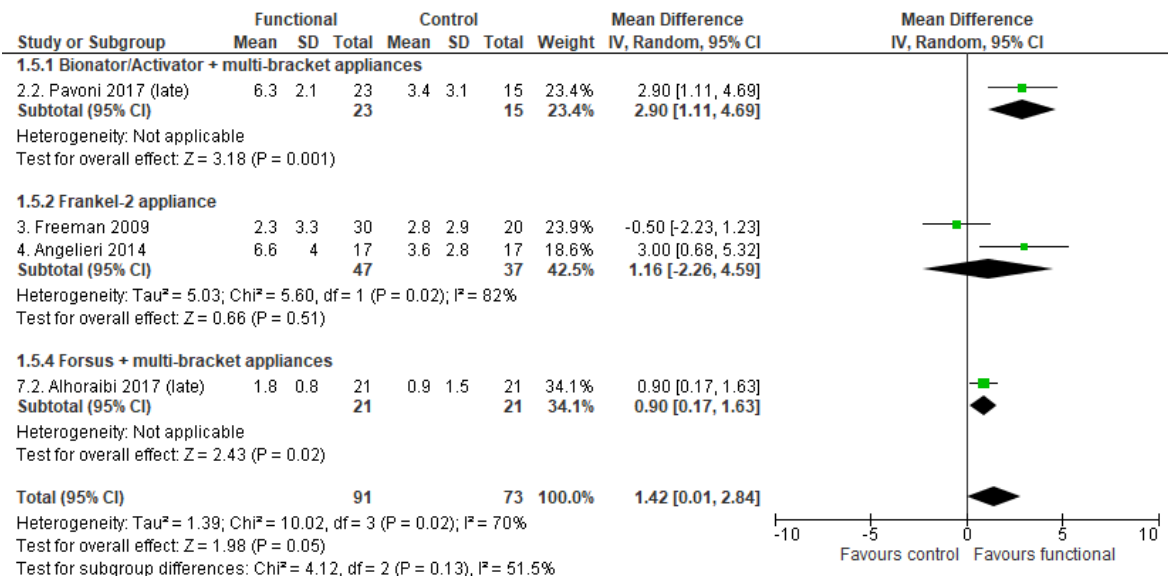 Functional Control Mean Difference Mean Difference
Study or Subgroup Mean SD Total Mean SD Total Weight IV, Random, 95% CI IV, Random, 95% CI
1.5.1 Bionator/Activator + multi-bracket appliances
2.2. Pavoni 2017 (late) 6.3 2.1 23 3.4 3.1 15 23.4% 2.90 [1.11, 4.69]
Subtotal (95% CI) 23 15 23.4% 2.90 [1.11, 4.69]
Heterogeneity: Not applicable
Test for overall effect: Z = 3.18 (P = 0.001)
1.5.2 Frankel-2 appliance
3. Freeman 2009 2.3 3.3 30 2.8 2.9 20 23.9% -0.50 [-2.23, 1.23]
4. Angelieri 2014 6.6 4 17 3.6 2.8 17 18.6% 3.00 [0.68, 5.32]
Subtotal (95% CI) 47 37 42.5% 1.16 [-2.26, 4.59]
Heterogeneity: Tau² = 5.03; Chi² = 5.60, df = 1 (P = 0.02); I² = 82%
Test for overall effect: Z = 0.66 (P = 0.51)
1.5.4 Forsus + multi-bracket appliances
7.2. Alhoraibi 2017 (late) 1.8 0.8 21 0.9 1.5 21 34.1% 0.90 [0.17, 1.63]
Subtotal (95% CI) 21 21 34.1% 0.90 [0.17, 1.63]
Heterogeneity: Not applicable
Test for overall effect: Z = 2.43 (P = 0.02)
Total (95% CI) 91 73 100.0% 1.42 [0.01, 2.84]
Heterogeneity: Tau² = 1.39; Chi² = 10.02, df = 3 (P = 0.02); I² = 70%
Test for overall effect: Z = 1.98 (P = 0.05)
Test for subgroup differences: Chi² = 4.12, df = 2 (P = 0.13), I² = 51.5%
-10 -5 0 5 10
Favours control Favours functional